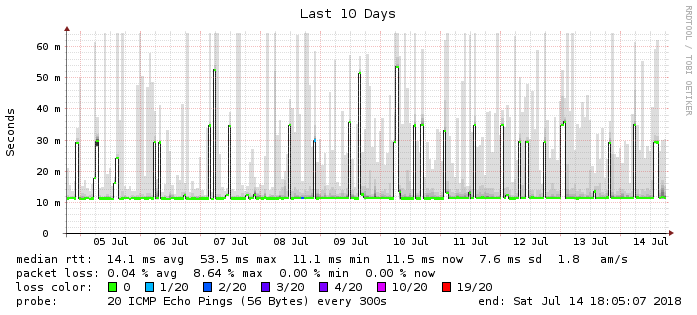 Last 10 Days
RRDTOOL / TOBI OETIKER
Seconds
60 m
50 m
40 m
30 m
20 m
10 m
0
05 Jul 06 Jul 07 Jul 08 Jul 09 Jul 10 Jul 11 Jul 12 Jul 13 Jul 14 Jul
median rtt: 14.1 ms avg 53.5 ms max 11.1 ms min 11.5 ms now 7.6 ms sd 1.8 am/s
packet loss: 0.04 % avg 8.64 % max 0.00 % min 0.00 % now
loss color: 0 1/20 2/20 3/20 4/20 10/20 19/20
probe: 20 ICMP Echo Pings (56 Bytes) every 300s end: Sat Jul 14 18:05:07 2018